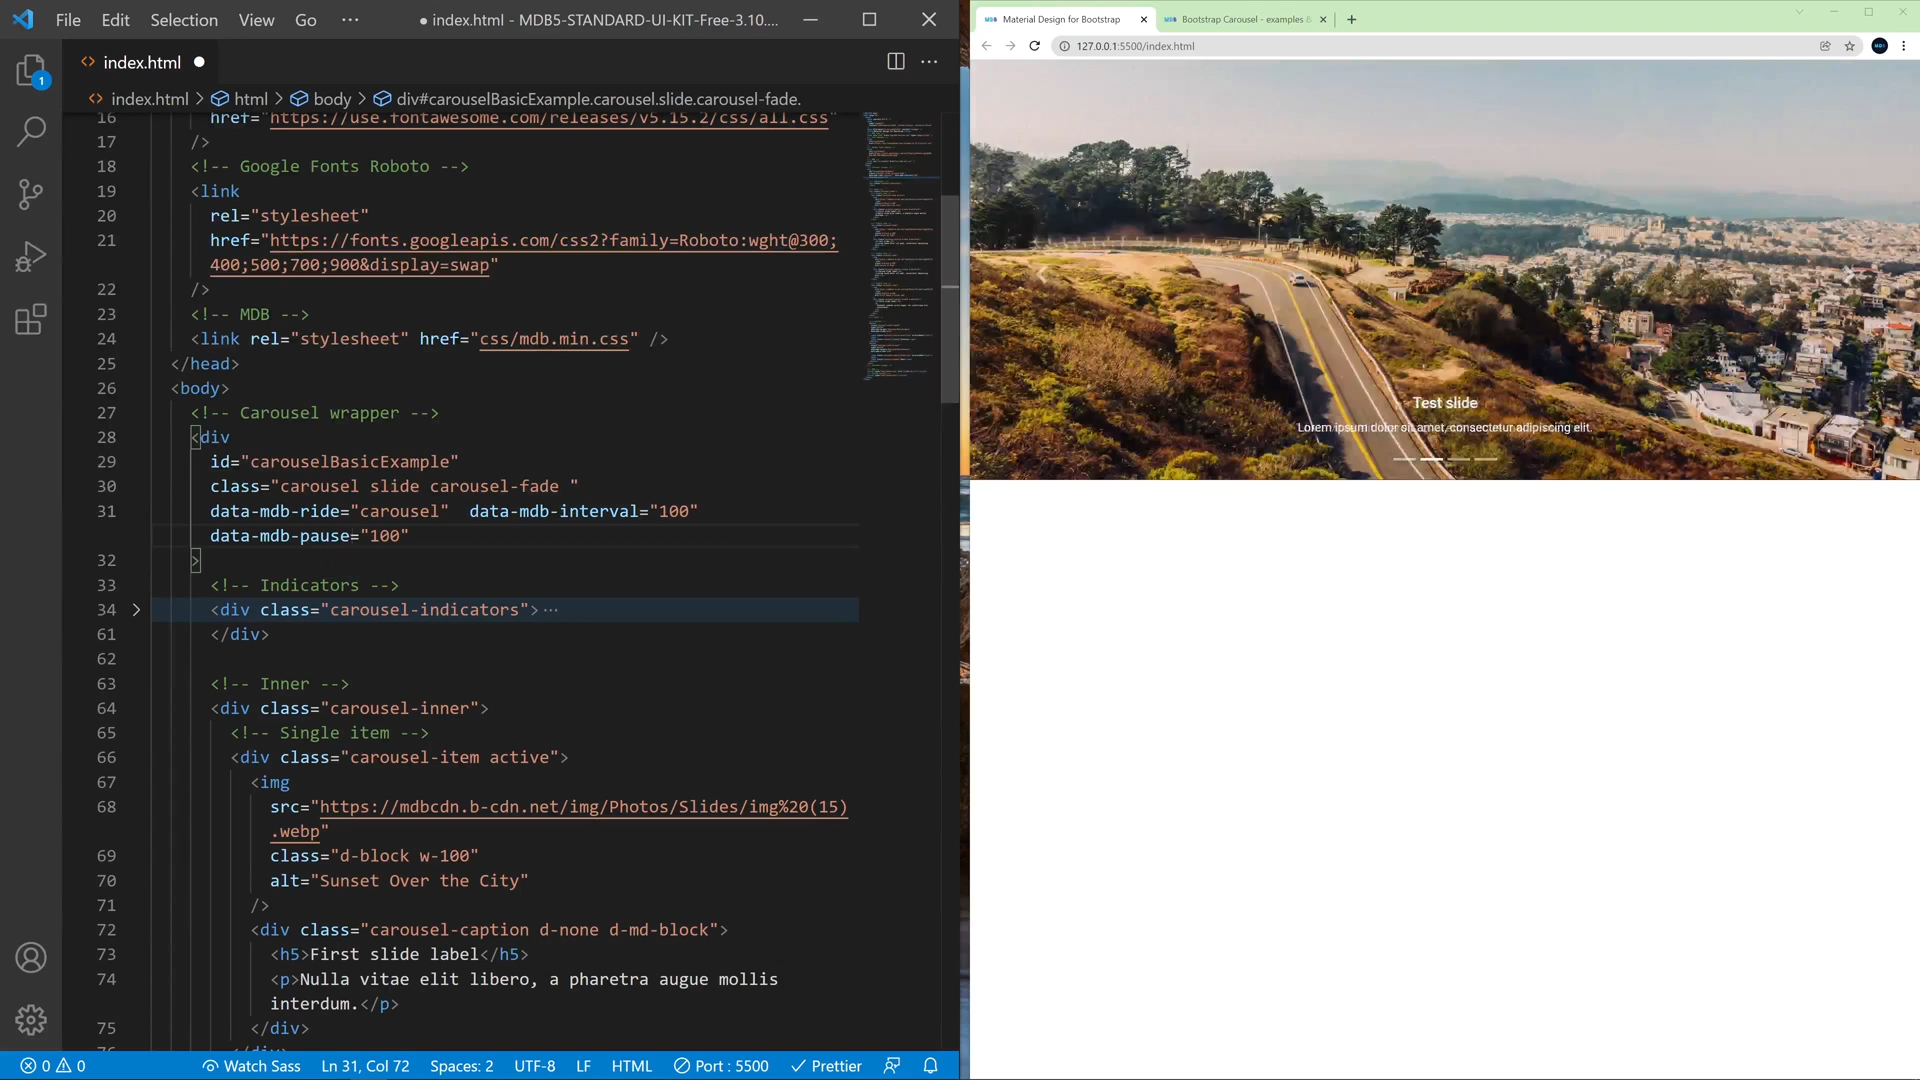 File Edit Selection View Go ··· ● index.html - MDB5-STANDARD-UI-KIT-Free-3.10....
1
<> index.html ●
<> index.html > html > body > div#carouselBasicExample.carousel.slide.carousel-fade.
16 href="https://use.fontawesome.com/releases/v5.15.2/css/all.css"
17 />
18 <!-- Google Fonts Roboto -->
19 <link
20 rel="stylesheet"
21 href="https://fonts.googleapis.com/css2?family=Roboto:wght@300;
400;500;700;900&display=swap"
22 />
23 <!-- MDB -->
24 <link rel="stylesheet" href="css/mdb.min.css" />
25 </head>
26 <body>
27 <!-- Carousel wrapper -->
28 <div
29 id="carouselBasicExample"
30 class="carousel slide carousel-fade "
31 data-mdb-ride="carousel"  data-mdb-interval="100"
data-mdb-pause="100"
32 >
33 <!-- Indicators -->
34 <div class="carousel-indicators">···
61 </div>
62
63 <!-- Inner -->
64 <div class="carousel-inner">
65 <!-- Single item -->
66 <div class="carousel-item active">
67 <img
68 src="https://mdbcdn.b-cdn.net/img/Photos/Slides/img%20(15)
.webp"
69 class="d-block w-100"
70 alt="Sunset Over the City"
71 />
72 <div class="carousel-caption d-none d-md-block">
73 <h5>First slide label</h5>
74 <p>Nulla vitae elit libero, a pharetra augue mollis
interdum.</p>
75 </div>
76 </div>
0 0 Watch Sass Ln 31, Col 72 Spaces: 2 UTF-8 LF HTML Port : 5500 Prettier
Material Design for Bootstrap Bootstrap Carousel - examples &
127.0.0.1:5500/index.html
Test slide
Lorem ipsum dolor sit amet, consectetur adipiscing elit.